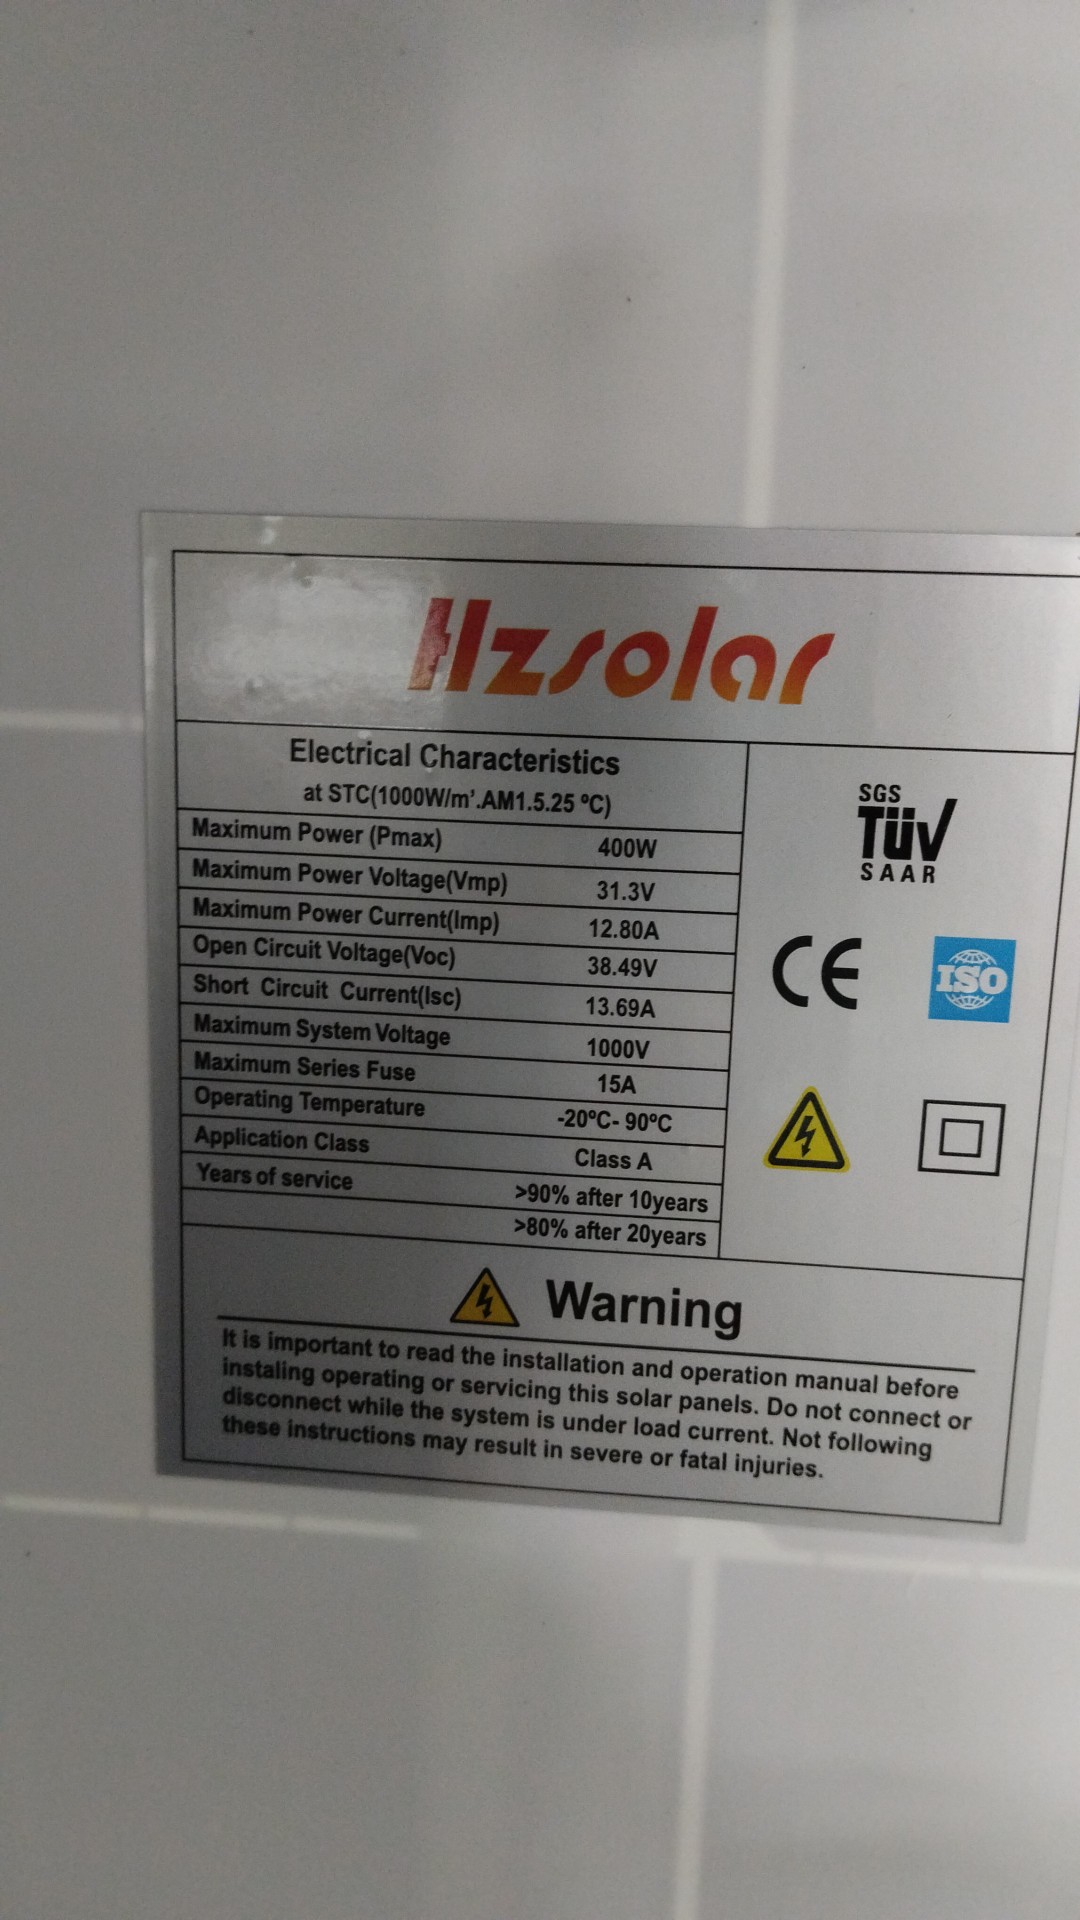 Hzsolar
Electrical Characteristics
at STC(1000W/m'.AM1.5.25 ºC)
Maximum Power (Pmax) 400W
Maximum Power Voltage(Vmp) 31.3V
Maximum Power Current(Imp) 12.80A
Open Circuit Voltage(Voc) 38.49V
Short Circuit Current(Isc) 13.69A
Maximum System Voltage 1000V
Maximum Series Fuse 15A
Operating Temperature -20ºC- 90ºC
Application Class Class A
Years of service >90% after 10years
>80% after 20years
SGS
TÜV
SAAR
CE
ISO
Warning
It is important to read the installation and operation manual before
instaling operating or servicing this solar panels. Do not connect or
disconnect while the system is under load current. Not following
these instructions may result in severe or fatal injuries.